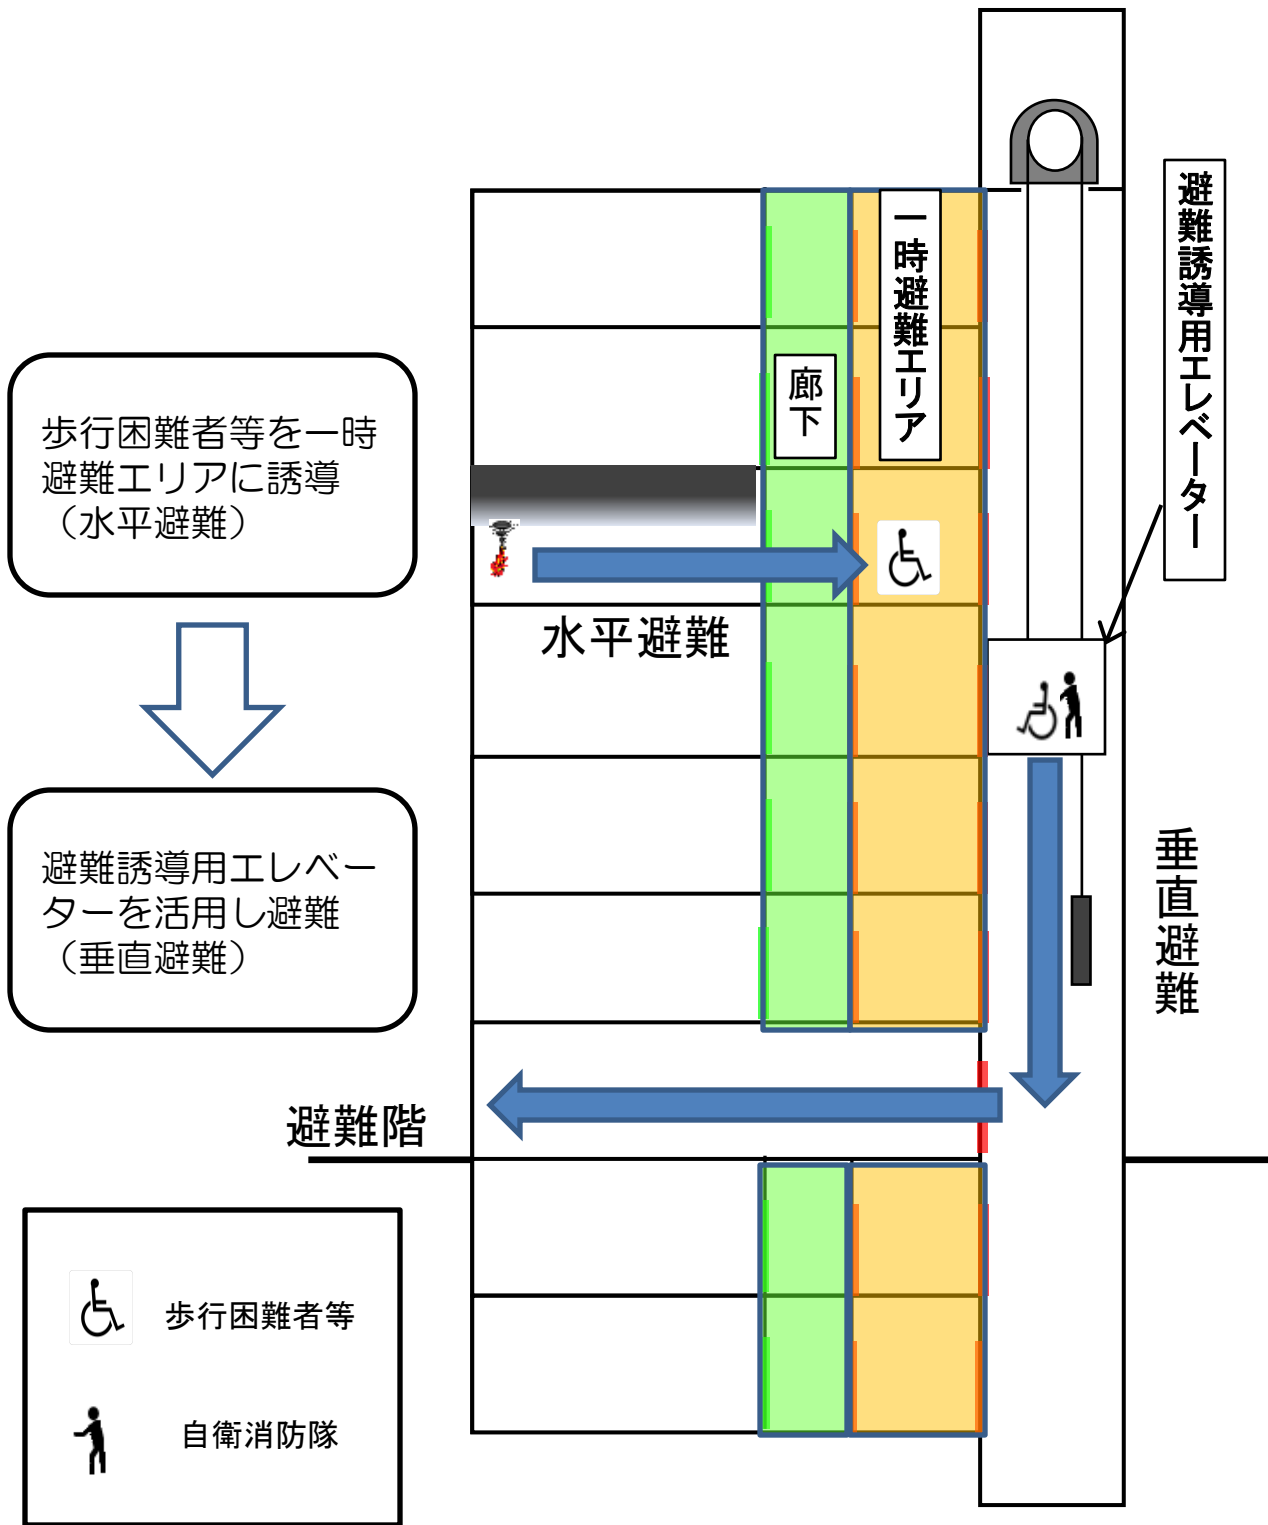 歩行困難者等を一時
避難エリアに誘導
（水平避難）
避難誘導用エレベー
ターを活用し避難
（垂直避難）
廊下
一時避難エリア
避難誘導用エレベーター
水平避難
垂直避難
避難階
歩行困難者等
自衛消防隊